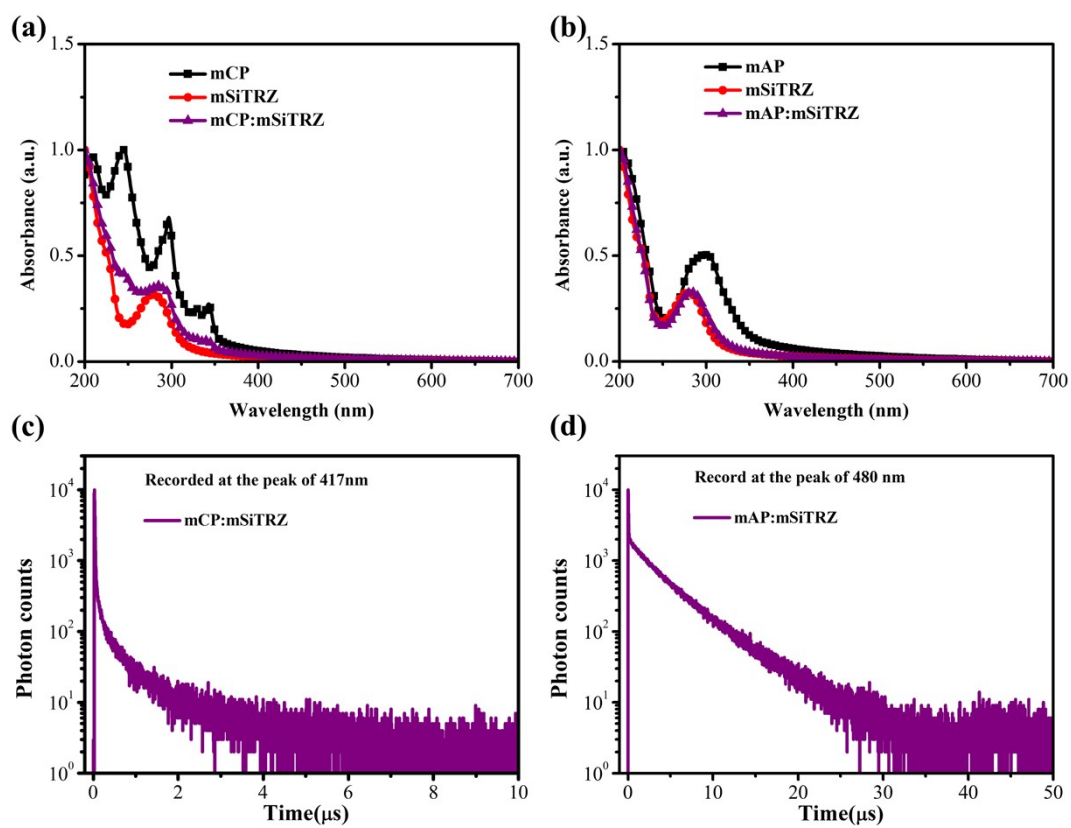 (a)
1.5
1.0
0.5
0.0
Absorbance (a.u.)
mCP
mSiTRZ
mCP:mSiTRZ
200 300 400 500 600 700
Wavelength (nm)
(b)
1.5
1.0
0.5
0.0
Absorbance (a.u.)
mAP
mSiTRZ
mAP:mSiTRZ
200 300 400 500 600 700
Wavelength (nm)
(c)
10⁴
10³
10²
10¹
10⁰
Photon counts
Recorded at the peak of 417nm
mCP:mSiTRZ
0 2 4 6 8 10
Time(μs)
(d)
10⁴
10³
10²
10¹
10⁰
Photon counts
Record at the peak of 480 nm
mAP:mSiTRZ
0 10 20 30 40 50
Time(μs)